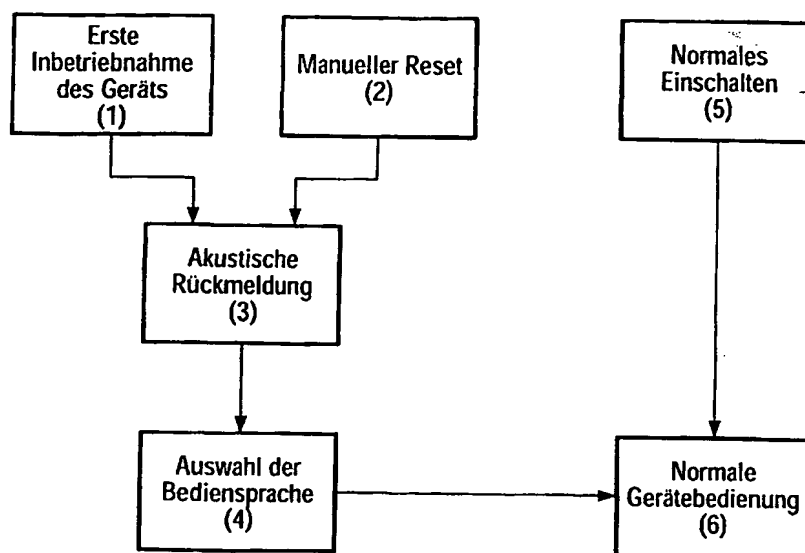 Erste
Inbetriebnahme
des Geräts
(1)
Manueller Reset
(2)
Normales
Einschalten
(5)
Akustische
Rückmeldung
(3)
Auswahl der
Bediensprache
(4)
Normale
Gerätebedienung
(6)